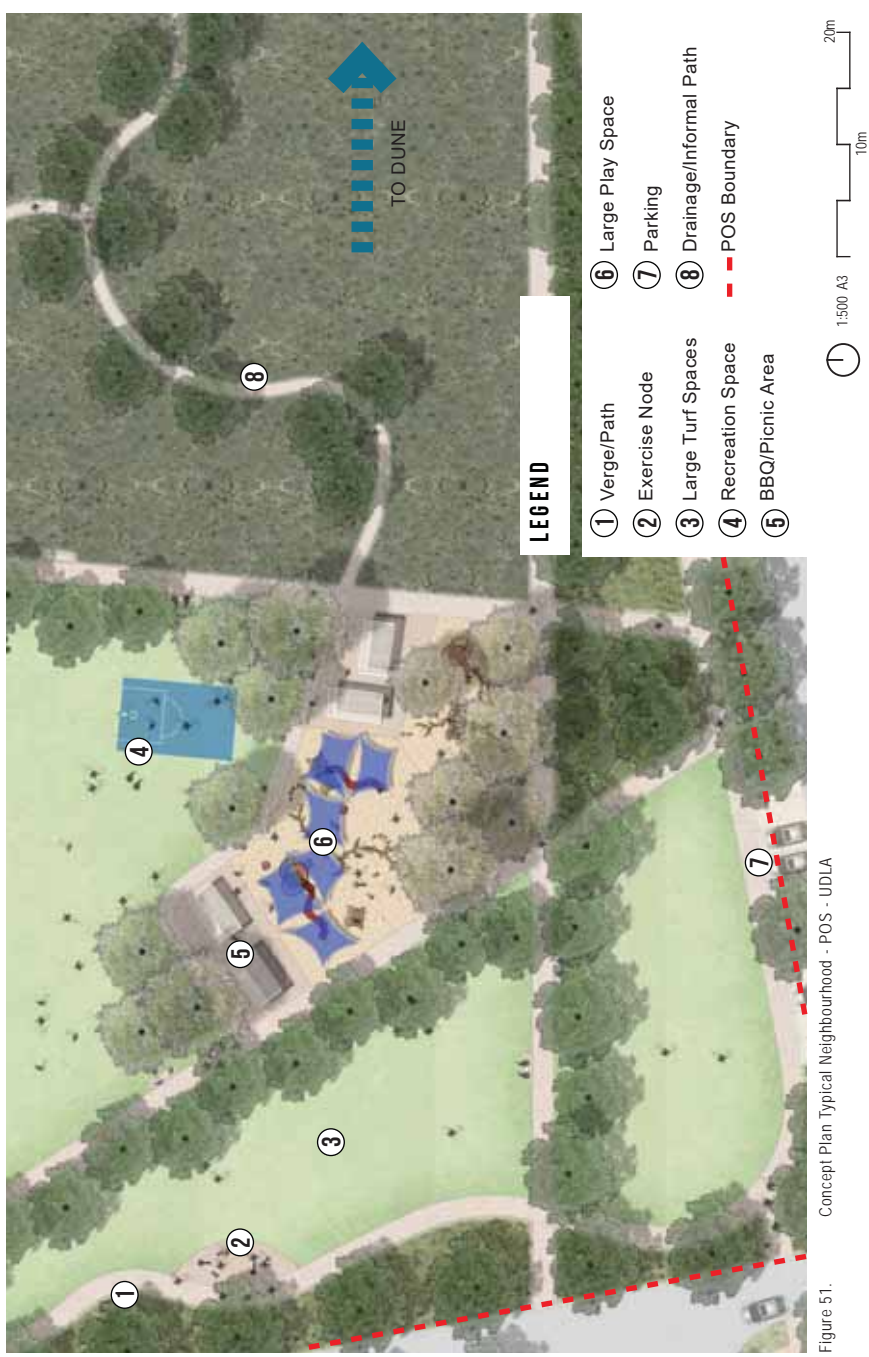 TO DUNE
8
4
6
5
3
2
1
7
LEGEND
1 Verge/Path
2 Exercise Node
3 Large Turf Spaces
4 Recreation Space
5 BBQ/Picnic Area
6 Large Play Space
7 Parking
8 Drainage/Informal Path
POS Boundary
1:500 A3
10m
20m
Figure 51. Concept Plan Typical Neighbourhood - POS - UDLA